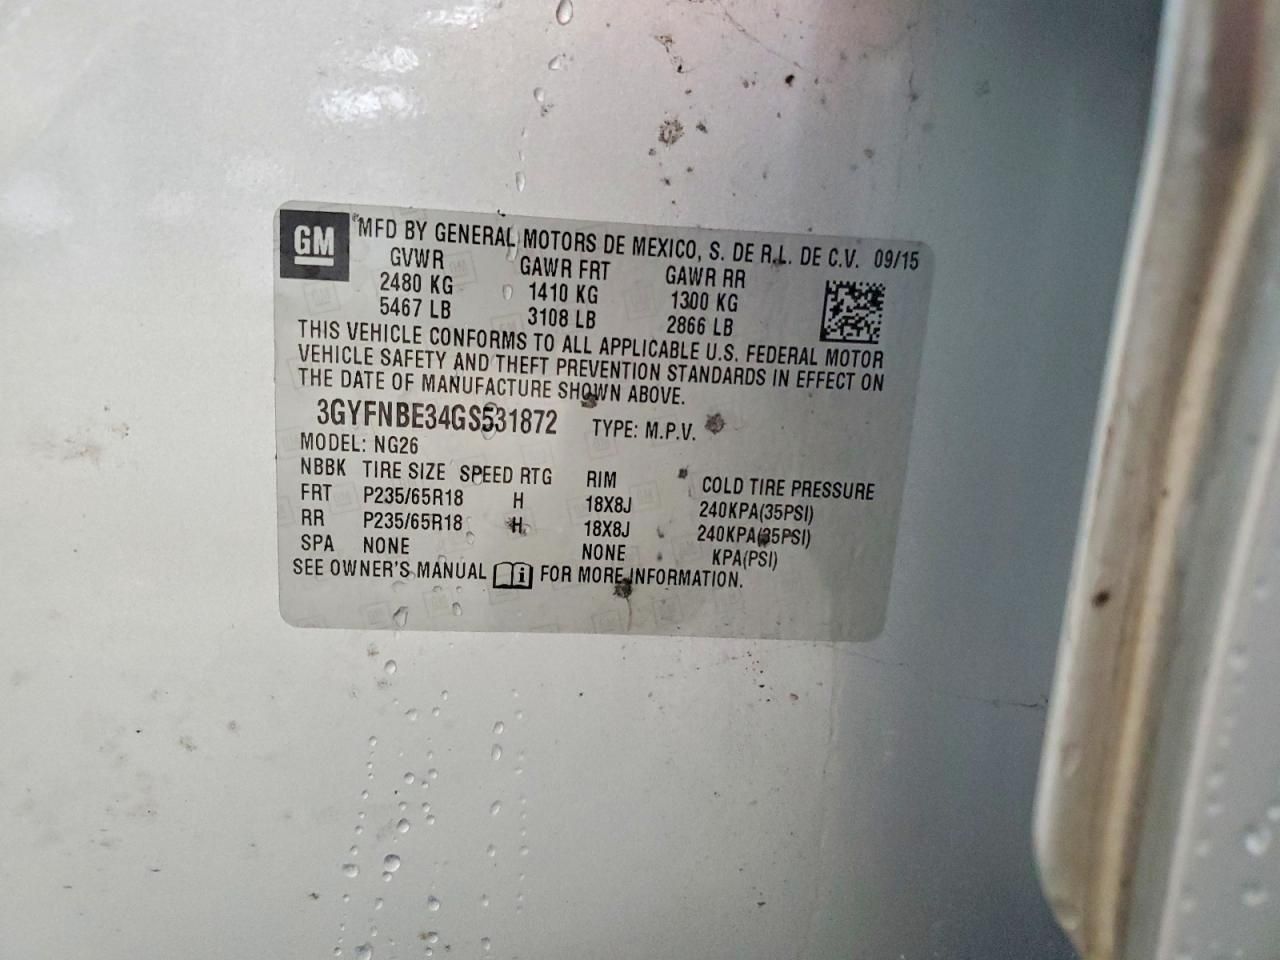 GM
MFD BY GENERAL MOTORS DE MEXICO, S. DE R.L. DE C.V. 09/15
GVWR GAWR FRT GAWR RR
2480 KG 1410 KG 1300 KG
5467 LB 3108 LB 2866 LB
THIS VEHICLE CONFORMS TO ALL APPLICABLE U.S. FEDERAL MOTOR
VEHICLE SAFETY AND THEFT PREVENTION STANDARDS IN EFFECT ON
THE DATE OF MANUFACTURE SHOWN ABOVE.
3GYFNBE34GS531872 TYPE: M.P.V.
MODEL: NG26
NBBK TIRE SIZE SPEED RTG RIM COLD TIRE PRESSURE
FRT P235/65R18 H 18X8J 240KPA(35PSI)
RR P235/65R18 H 18X8J 240KPA(35PSI)
SPA NONE NONE KPA(PSI)
SEE OWNER'S MANUAL i FOR MORE INFORMATION.